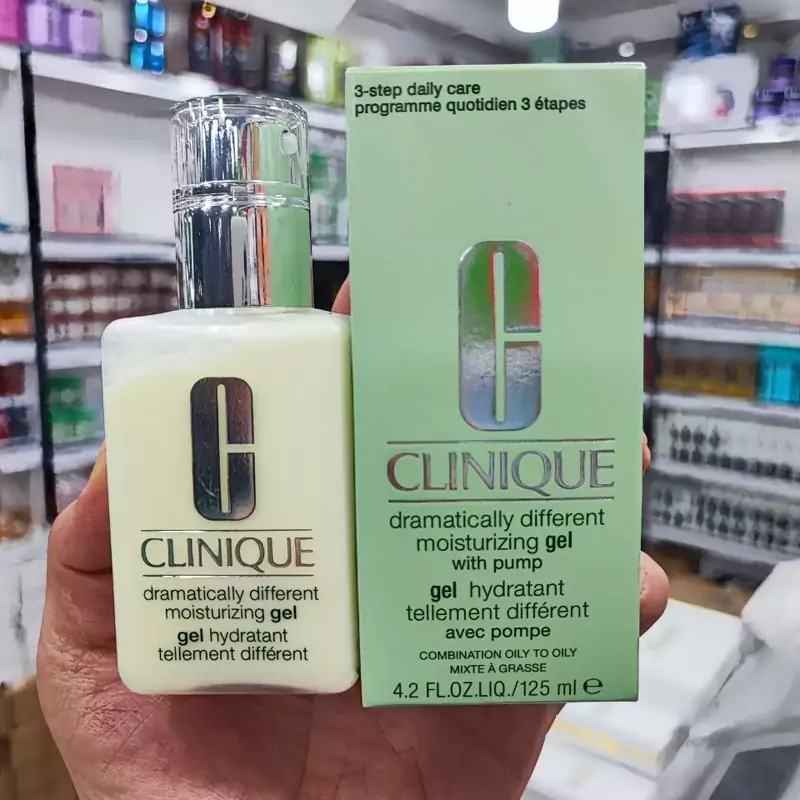 C
CLINIQUE
dramatically different
moisturizing gel
gel hydratant
tellement différent
3-step daily care
programme quotidien 3 étapes
C
CLINIQUE
dramatically different
moisturizing gel
with pump
gel hydratant
tellement différent
avec pompe
COMBINATION OILY TO OILY
MIXTE À GRASSE
4.2 FL.OZ.LIQ./125 ml ℮